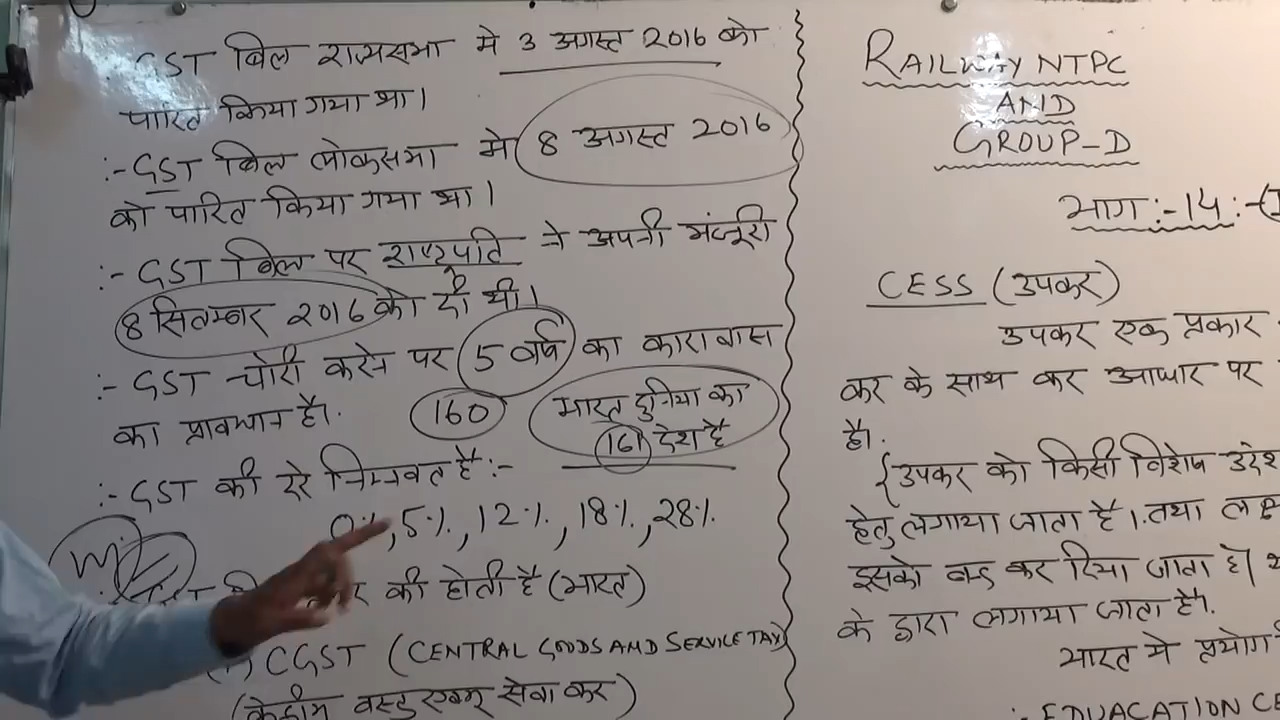 GST बिल राज्यसभा मे 3 अगस्त 2016 को
पारित किया गया था।
:- GST बिल लोकसभा मे 8 अगस्त 2016
को पारित किया गया था।
:- GST बिल पर राष्ट्रपति ने अपनी मंजूरी
8 सितम्बर 2016 को दी थी।
:- GST चोरी करने पर 5 वर्ष का कारावास
का प्रावधान है।
160
भारत दुनिया का
161 देश है
:- GST की दरे निम्नवत है:-
0%, 5%, 12%, 18%, 28%.
की होती है (भारत)
CGST (CENTRAL GOODS AND SERVICE TAX)
(केन्द्रीय वस्तु एवम् सेवा कर)
RAILWAY NTPC
AND
GROUP-D
भाग:-14:-
CESS (उपकर)
उपकर एक प्रकार
कर के साथ कर आधार पर
है।
{उपकर को किसी विशेष
हेतु लगाया जाता है। तथा
इसको बन्द कर दिया जाता है।
के द्वारा लगाया जाता है।
भारत मे प्रयोग
:- EDUACATION CE